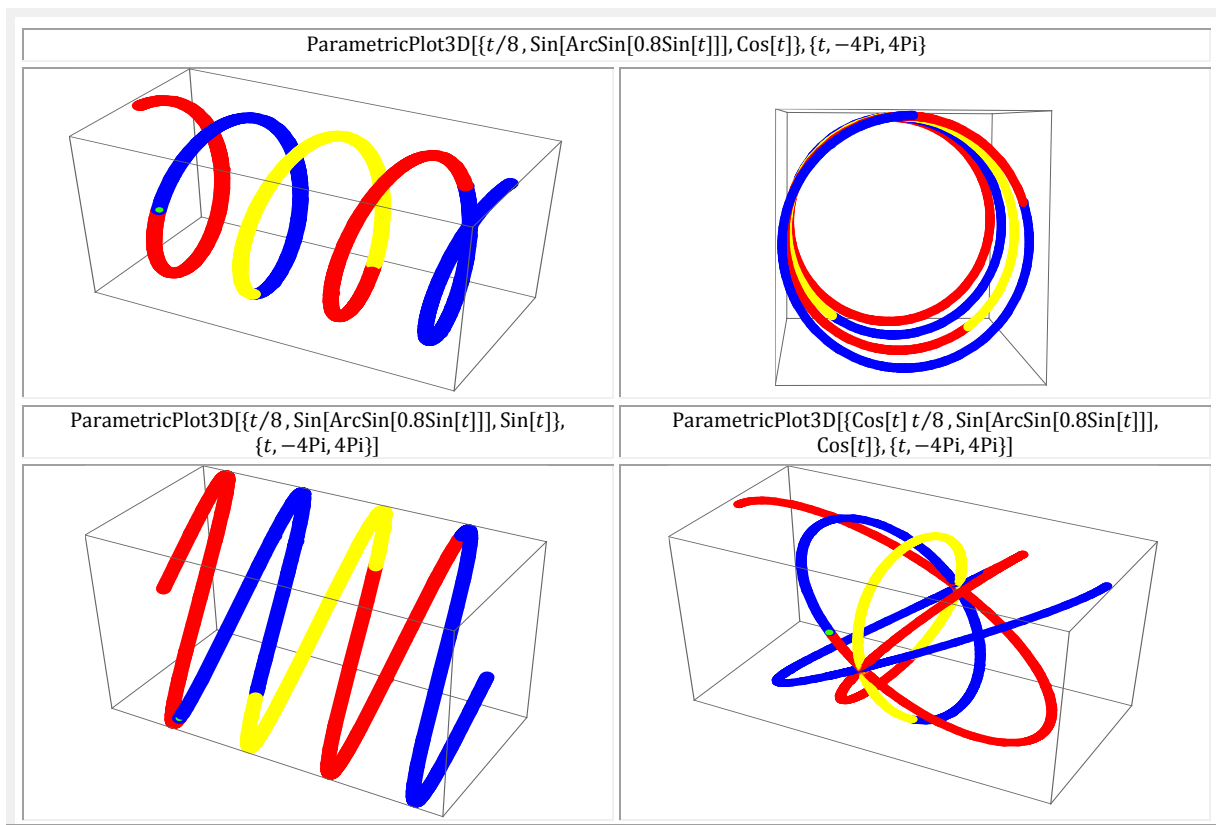 ParametricPlot3D[{t/8 , Sin[ArcSin[0.8Sin[t]]], Cos[t]}, {t, −4Pi, 4Pi}
ParametricPlot3D[{t/8 , Sin[ArcSin[0.8Sin[t]]], Sin[t]},
{t, −4Pi, 4Pi}]
ParametricPlot3D[{Cos[t] t/8 , Sin[ArcSin[0.8Sin[t]]],
Cos[t]}, {t, −4Pi, 4Pi}]